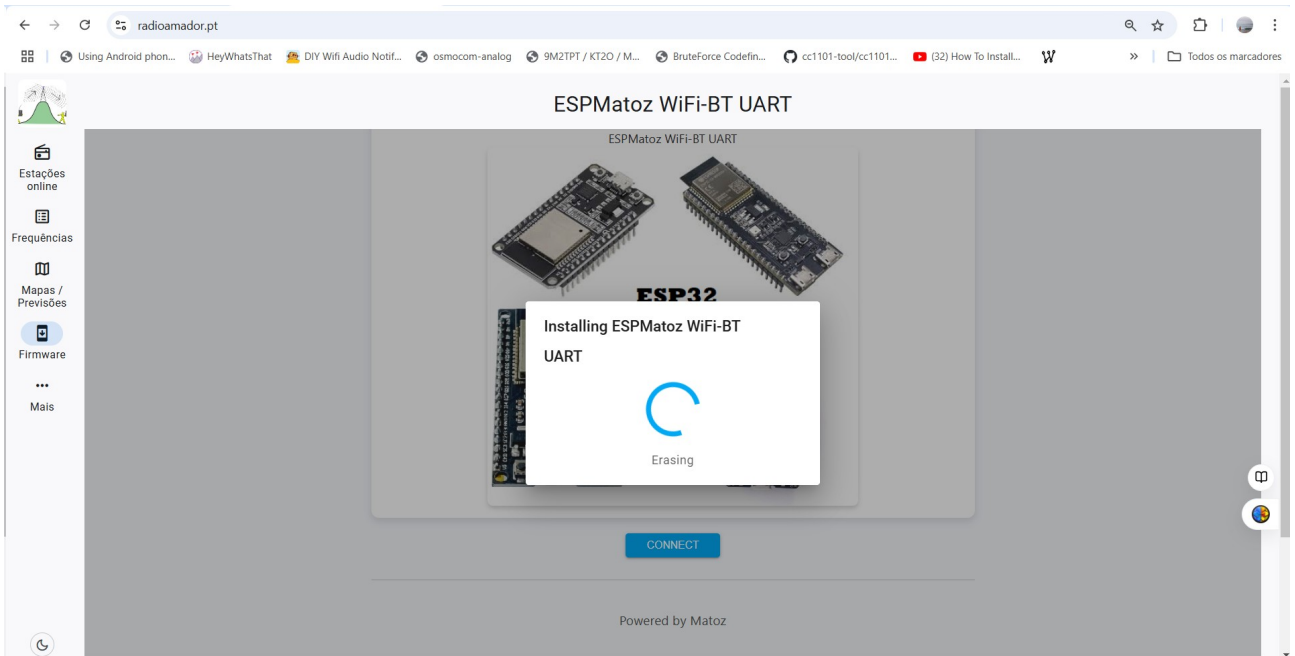 radioamador.pt
Using Android phon...
HeyWhatsThat
DIY Wifi Audio Notif...
osmocom-analog
9M2TPT / KT2O / M...
BruteForce Codefin...
cc1101-tool/cc1101...
(32) How To Install...
W
»
Todos os marcadores
ESPMatoz WiFi-BT UART
Estações
online
Frequências
Mapas /
Previsões
Firmware
Mais
ESPMatoz WiFi-BT UART
ESP32
Installing ESPMatoz WiFi-BT
UART
Erasing
CONNECT
Powered by Matoz